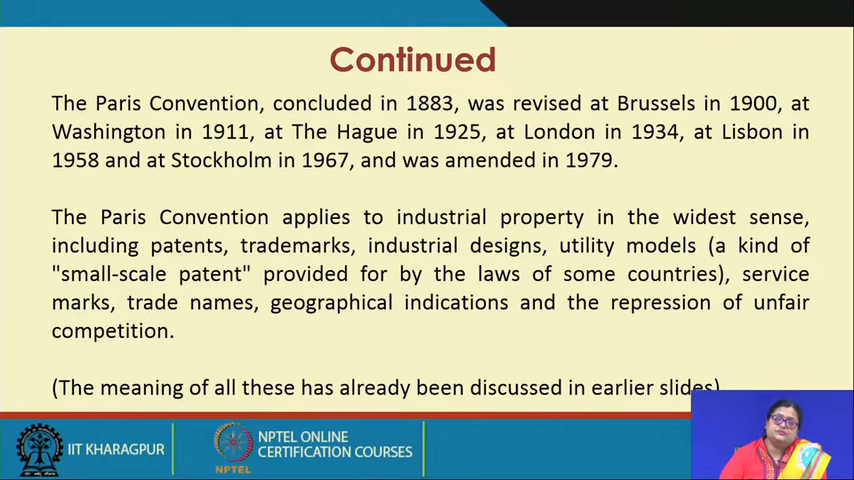 Continued
The Paris Convention, concluded in 1883, was revised at Brussels in 1900, at
Washington in 1911, at The Hague in 1925, at London in 1934, at Lisbon in
1958 and at Stockholm in 1967, and was amended in 1979.
The Paris Convention applies to industrial property in the widest sense,
including patents, trademarks, industrial designs, utility models (a kind of
"small-scale patent" provided for by the laws of some countries), service
marks, trade names, geographical indications and the repression of unfair
competition.
(The meaning of all these has already been discussed in earlier slides)
IIT KHARAGPUR
NPTEL
NPTEL ONLINE
CERTIFICATION COURSES